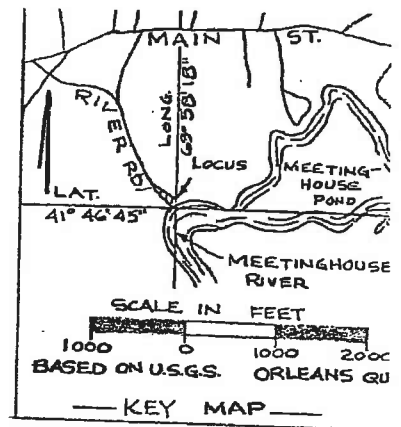 MAIN ST.
RIVER RD.
LONG.
69° 58' 18"
LOCUS
MEETING-
HOUSE
POND
LAT.
41° 46' 45"
MEETINGHOUSE
RIVER
SCALE IN FEET
1000 0 1000 2000
BASED ON U.S.G.S. ORLEANS QU
KEY MAP